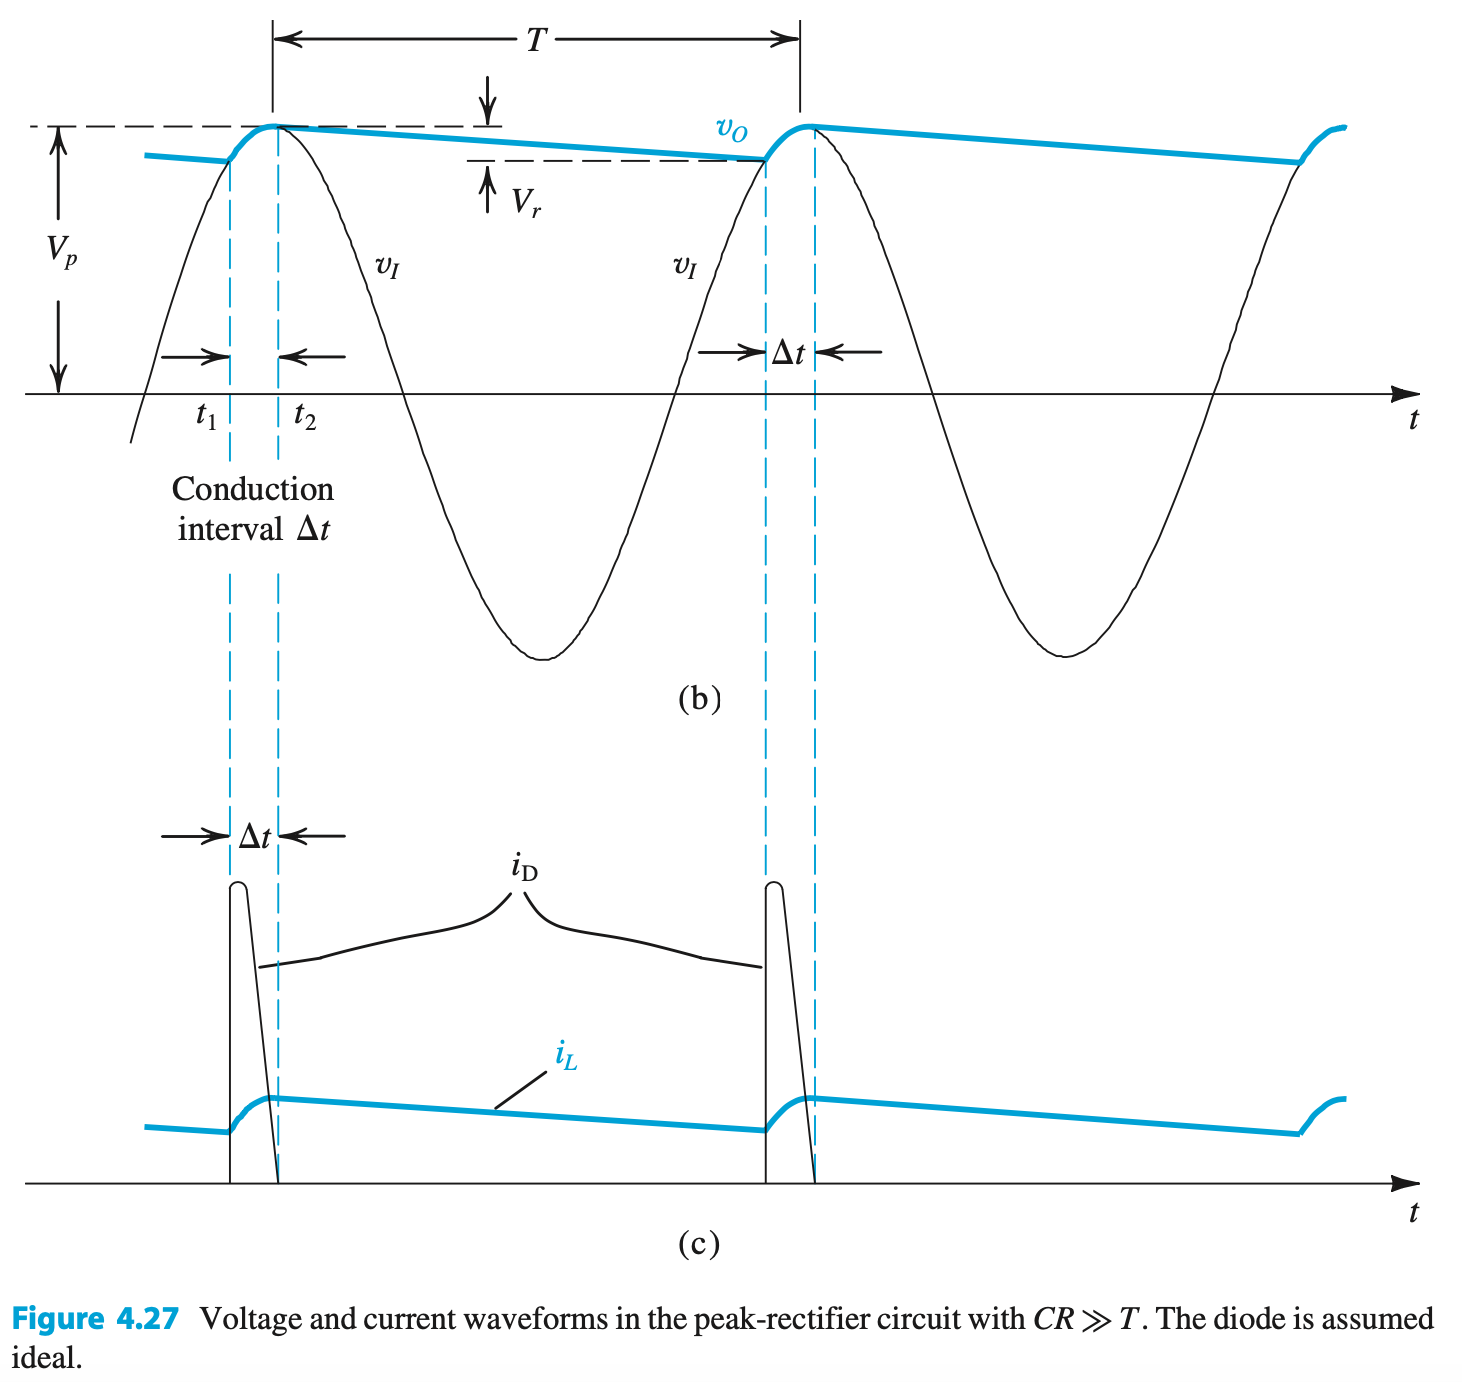 T
v_O
V_r
V_p
v_I
v_I
Δt
t_1
t_2
t
Conduction
interval Δt
(b)
Δt
i_D
i_L
t
(c)
Figure 4.27 Voltage and current waveforms in the peak-rectifier circuit with CR ≫ T. The diode is assumed
ideal.